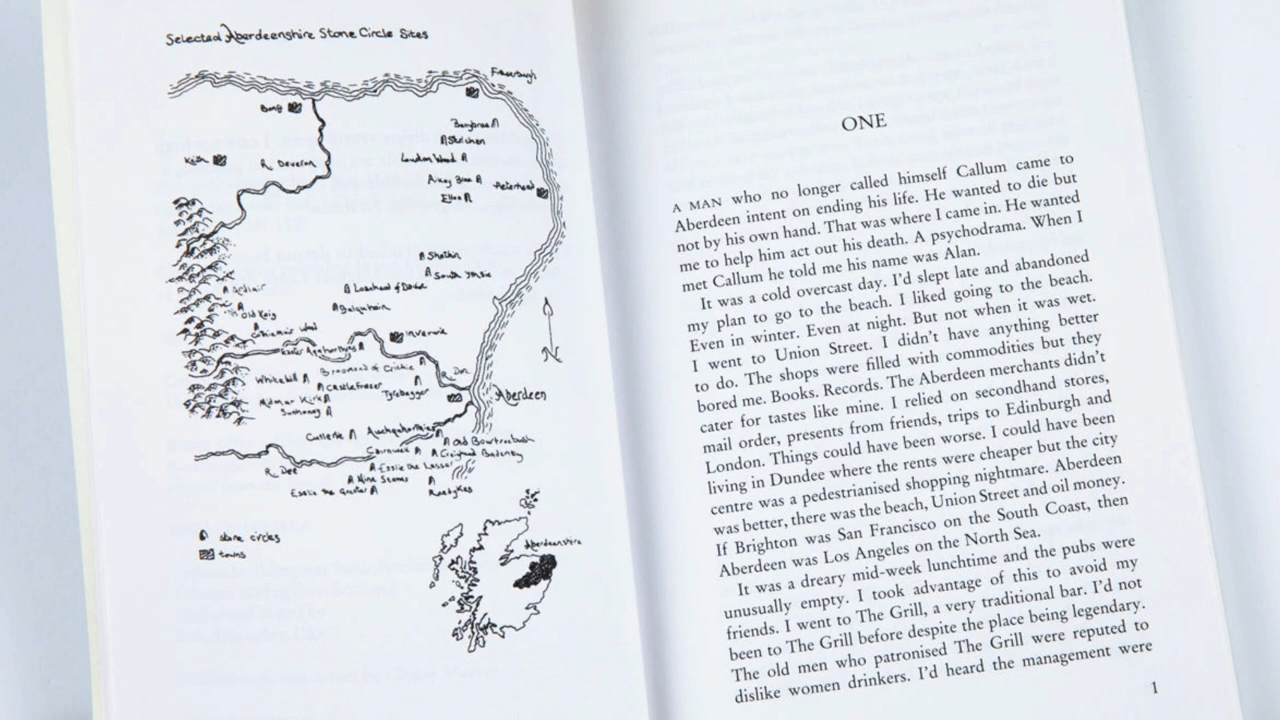 Selected Aberdeenshire Stone Circle Sites
Fraserburgh
Banff
Strichen
Keith
R. Deveron
Loudon Wood
Aikey Brae
Peterhead
Ellon
Shethin
South Ythsie
Loanhead of Daviot
Balquhain
Old Keig
Inverurie
Broomend of Crichie
R. Don
Whitehill
Castle Fraser
Tyrebagger
Midmar Kirk
Sunhoney
Aberdeen
Cullerlie
Auchquhorthies
Old Bourtreebush
Cairnwell
Craighead Badentoy
R. Dee
Esslie the Lesser
Nine Stanes
Esslie the Greater
Raedykes
stone circles
towns
Aberdeenshire
ONE
A MAN who no longer called himself Callum came to
Aberdeen intent on ending his life. He wanted to die but
not by his own hand. That was where I came in. He wanted
me to help him act out his death. A psychodrama. When I
met Callum he told me his name was Alan.
It was a cold overcast day. I'd slept late and abandoned
my plan to go to the beach. I liked going to the beach.
Even in winter. Even at night. But not when it was wet.
I went to Union Street. I didn't have anything better
to do. The shops were filled with commodities but they
bored me. Books. Records. The Aberdeen merchants didn't
cater for tastes like mine. I relied on secondhand stores,
mail order, presents from friends, trips to Edinburgh and
London. Things could have been worse. I could have been
living in Dundee where the rents were cheaper but the city
centre was a pedestrianised shopping nightmare. Aberdeen
was better, there was the beach, Union Street and oil money.
If Brighton was San Francisco on the South Coast, then
Aberdeen was Los Angeles on the North Sea.
It was a dreary mid-week lunchtime and the pubs were
unusually empty. I took advantage of this to avoid my
friends. I went to The Grill, a very traditional bar. I'd not
been to The Grill before despite the place being legendary.
The old men who patronised The Grill were reputed to
dislike women drinkers. I'd heard the management were
1